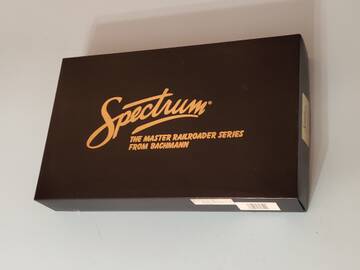 Spectrum®
THE MASTER RAILROADER SERIES
FROM BACHMANN